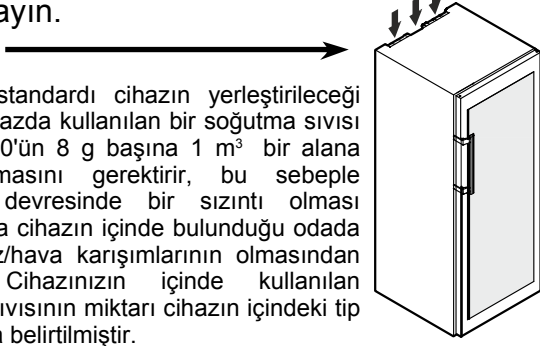 ayın.
standardı cihazın yerleştirileceği
azda kullanılan bir soğutma sıvısı
0'ün 8 g başına 1 m³ bir alana
masını gerektirir, bu sebeple
devresinde bir sızıntı olması
a cihazın içinde bulunduğu odada
z/hava karışımlarının olmasından
Cihazınızın içinde kullanılan
ıvısının miktarı cihazın içindeki tip
a belirtilmiştir.